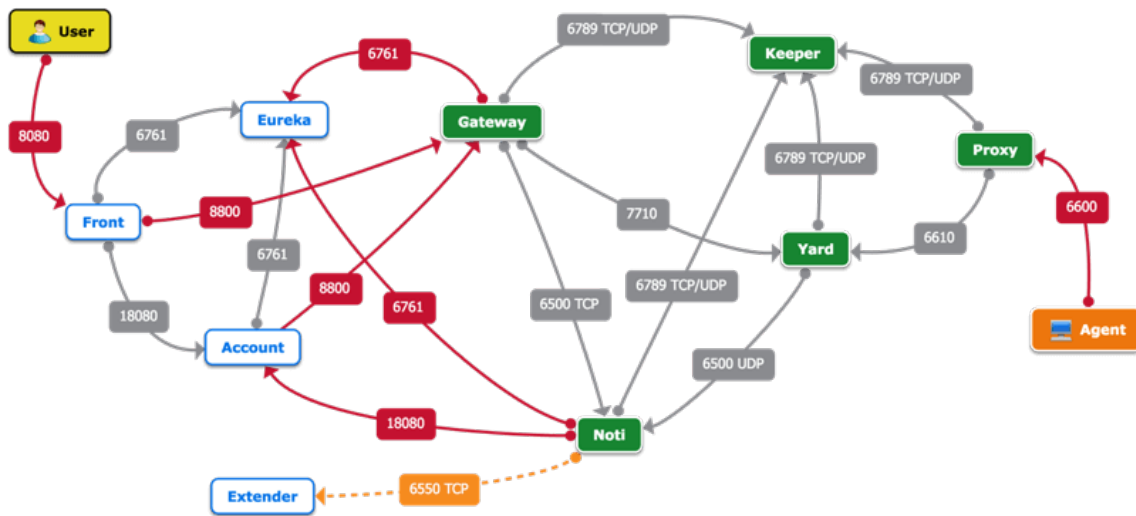 User
6789 TCP/UDP
Keeper
6761
6789 TCP/UDP
Eureka
Gateway
8080
6761
6789 TCP/UDP
Proxy
Front
8800
7710
6600
6761
Yard
6610
8800
6789 TCP/UDP
18080
6761
6500 TCP
Agent
Account
6500 UDP
18080
Noti
6550 TCP
Extender